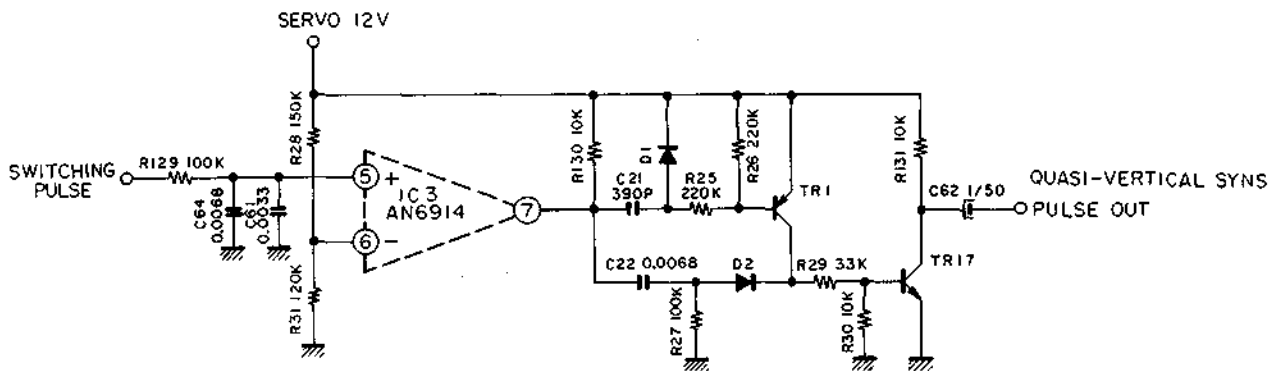 SERVO 12V
SWITCHING
PULSE
R129 100K
C64
0.0068
C61
0.0033
R28 150K
R31 120K
5
+
IC3
AN6914
6
-
7
R130 10K
C21
390P
D1
R25
220K
R26 220K
TR1
C22 0.0068
R27 100K
D2
R29 33K
R30 10K
R131 10K
TR17
C62 1/50
QUASI-VERTICAL SYNS
PULSE OUT